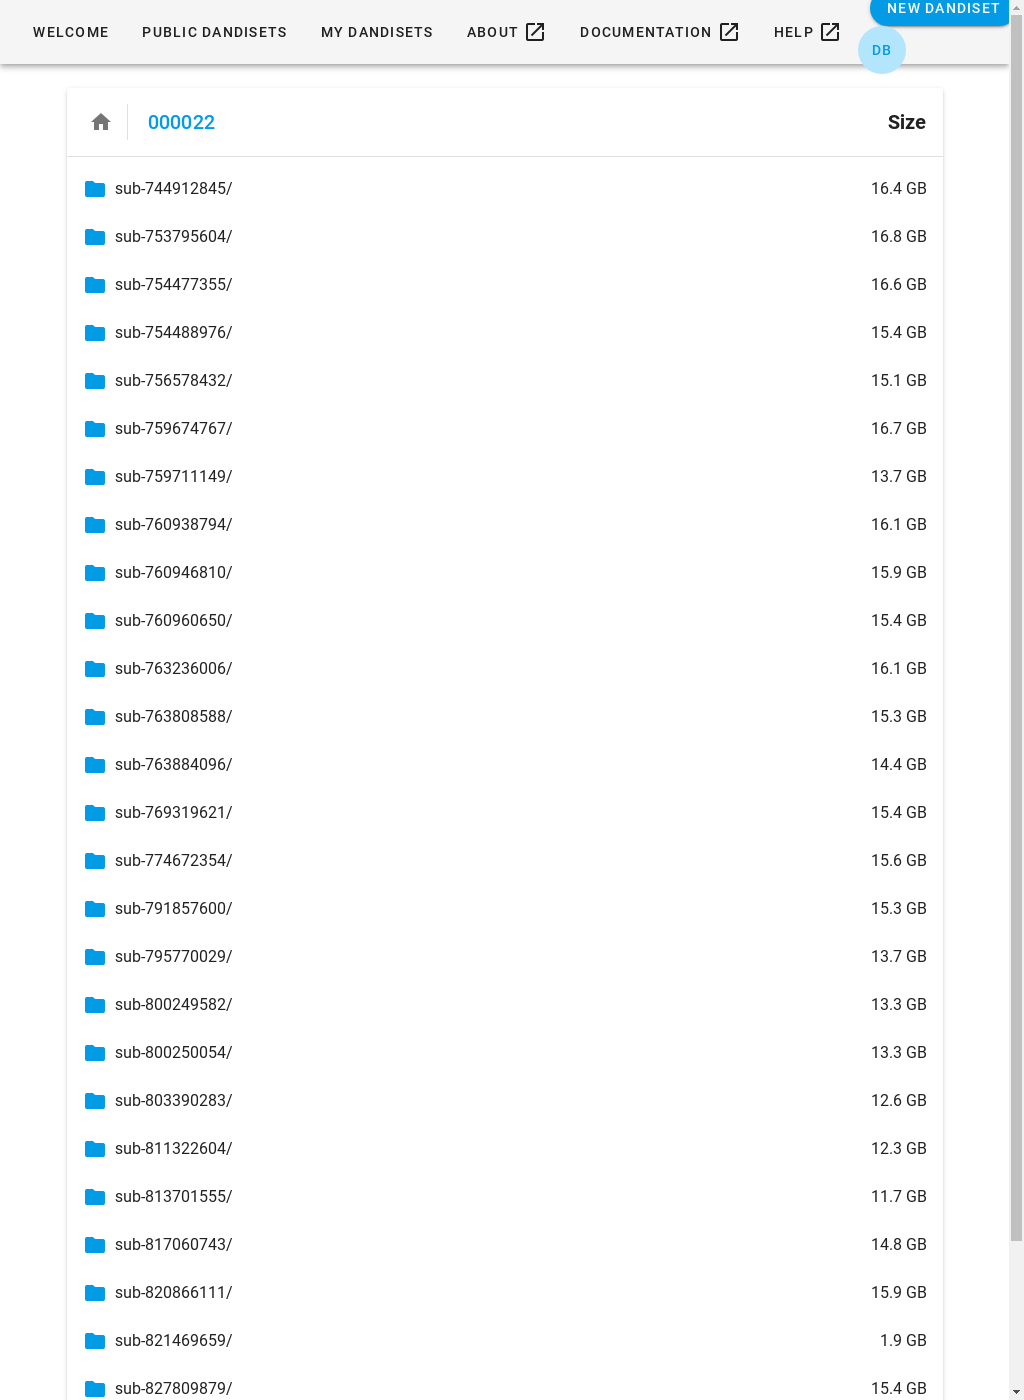 WELCOME PUBLIC DANDISETS MY DANDISETS ABOUT DOCUMENTATION HELP NEW DANDISET
DB
000022 Size
sub-744912845/ 16.4 GB
sub-753795604/ 16.8 GB
sub-754477355/ 16.6 GB
sub-754488976/ 15.4 GB
sub-756578432/ 15.1 GB
sub-759674767/ 16.7 GB
sub-759711149/ 13.7 GB
sub-760938794/ 16.1 GB
sub-760946810/ 15.9 GB
sub-760960650/ 15.4 GB
sub-763236006/ 16.1 GB
sub-763808588/ 15.3 GB
sub-763884096/ 14.4 GB
sub-769319621/ 15.4 GB
sub-774672354/ 15.6 GB
sub-791857600/ 15.3 GB
sub-795770029/ 13.7 GB
sub-800249582/ 13.3 GB
sub-800250054/ 13.3 GB
sub-803390283/ 12.6 GB
sub-811322604/ 12.3 GB
sub-813701555/ 11.7 GB
sub-817060743/ 14.8 GB
sub-820866111/ 15.9 GB
sub-821469659/ 1.9 GB
sub-827809879/ 15.4 GB